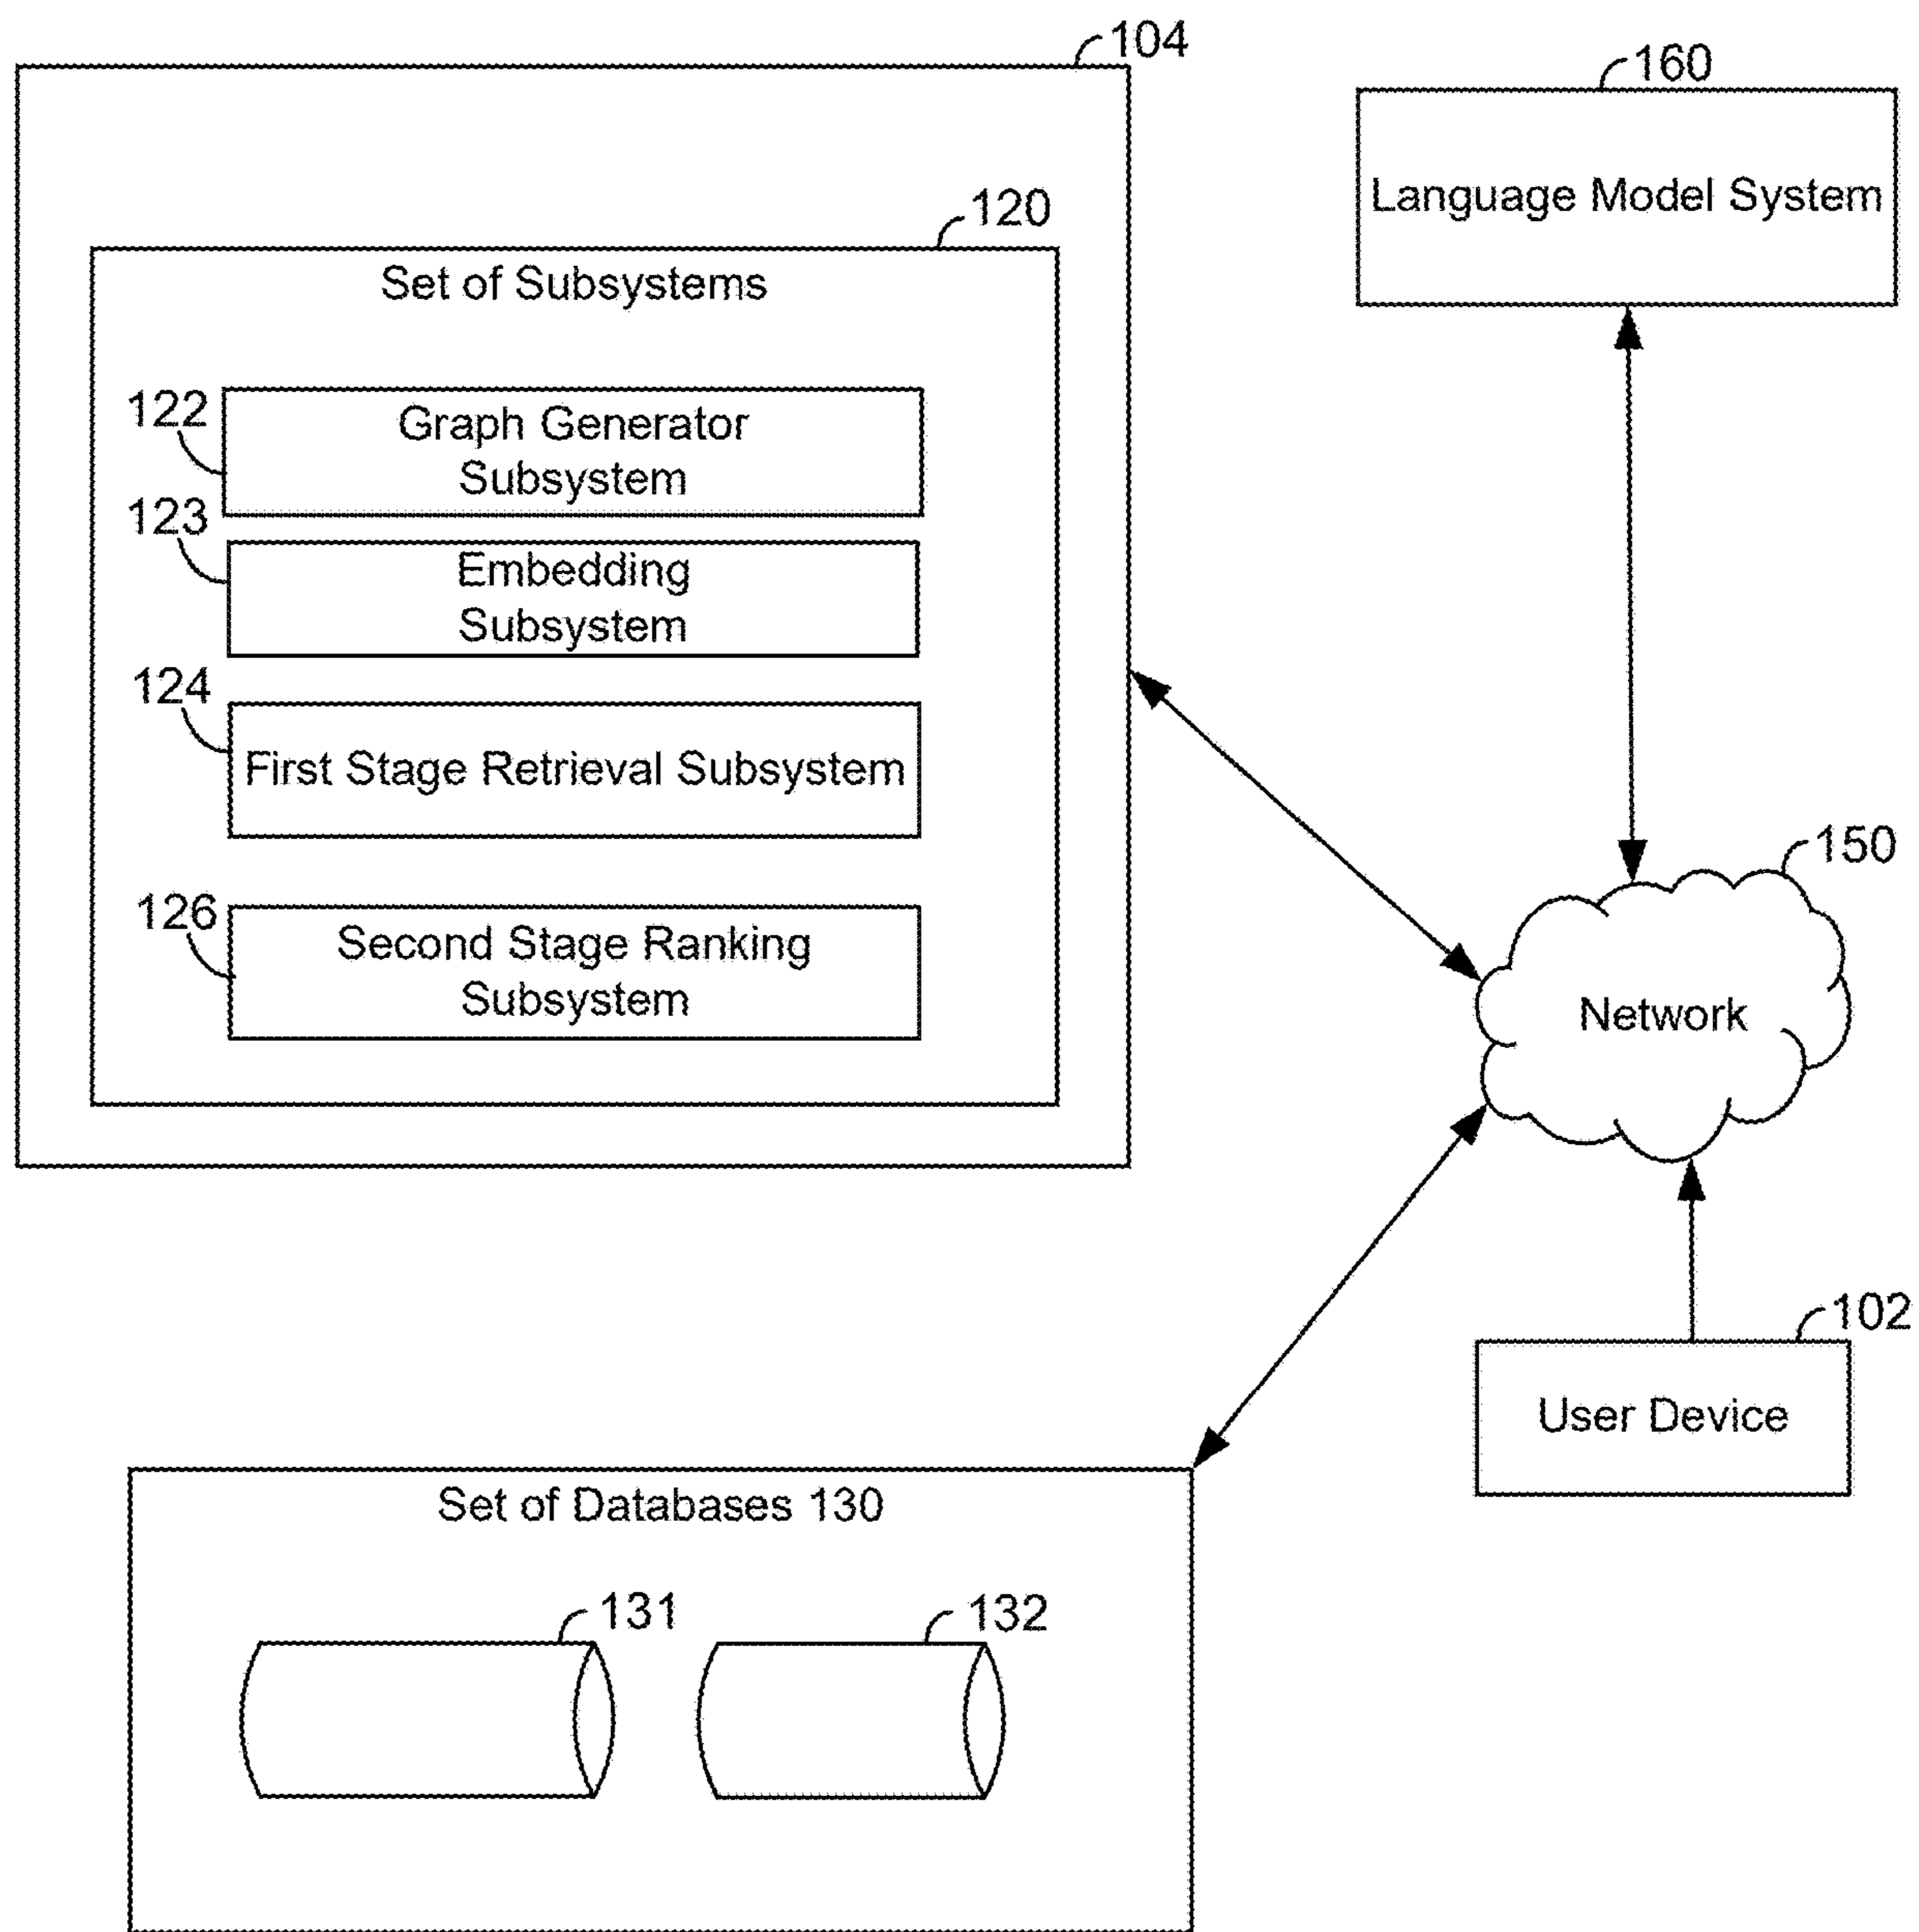 104
160
Language Model System
120
Set of Subsystems
122
Graph Generator
Subsystem
123
Embedding
Subsystem
124
First Stage Retrieval Subsystem
126
Second Stage Ranking
Subsystem
150
Network
102
User Device
Set of Databases 130
131
132